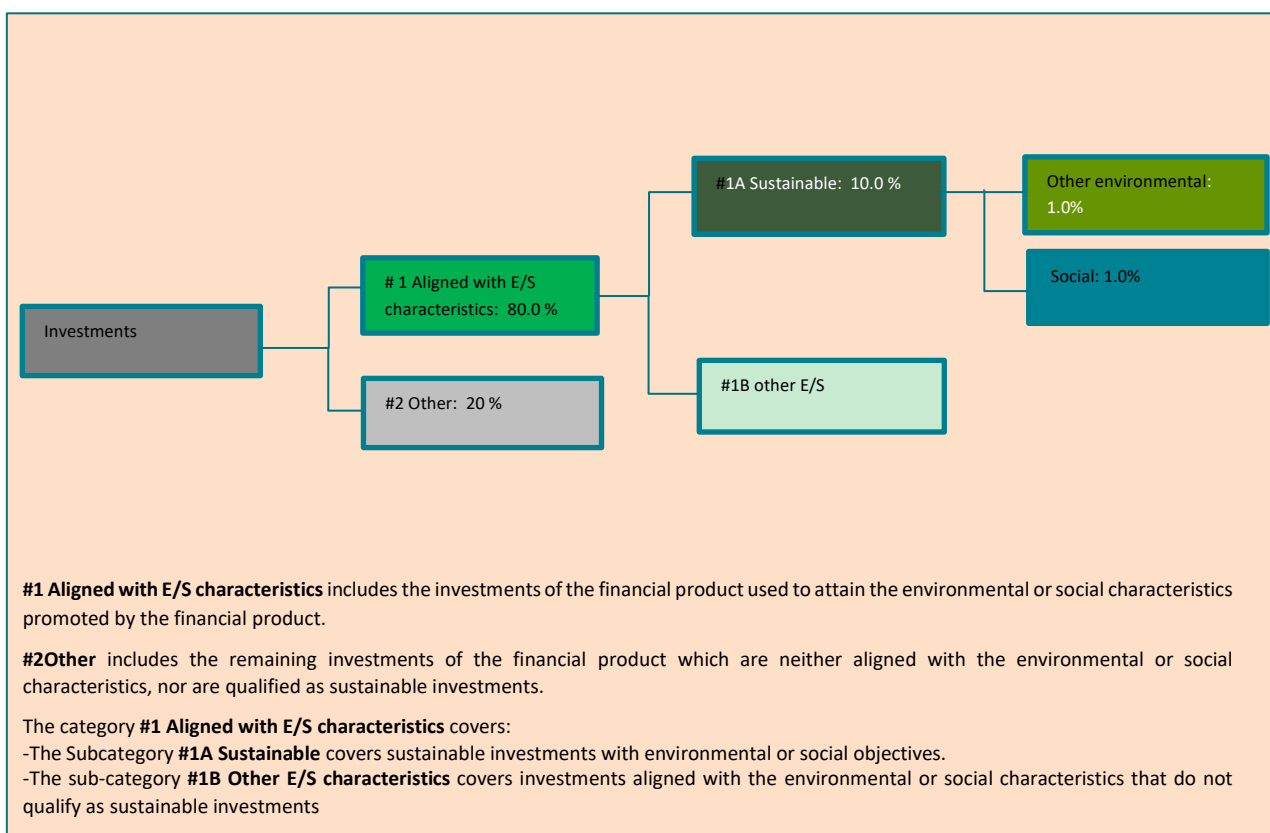 #1A Sustainable: 10.0 %
Other environmental:
1.0%
# 1 Aligned with E/S
characteristics: 80.0 %
Social: 1.0%
Investments
#2 Other: 20 %
#1B other E/S
#1 Aligned with E/S characteristics includes the investments of the financial product used to attain the environmental or social characteristics
promoted by the financial product.
#2Other includes the remaining investments of the financial product which are neither aligned with the environmental or social
characteristics, nor are qualified as sustainable investments.
The category #1 Aligned with E/S characteristics covers:
-The Subcategory #1A Sustainable covers sustainable investments with environmental or social objectives.
-The sub-category #1B Other E/S characteristics covers investments aligned with the environmental or social characteristics that do not
qualify as sustainable investments